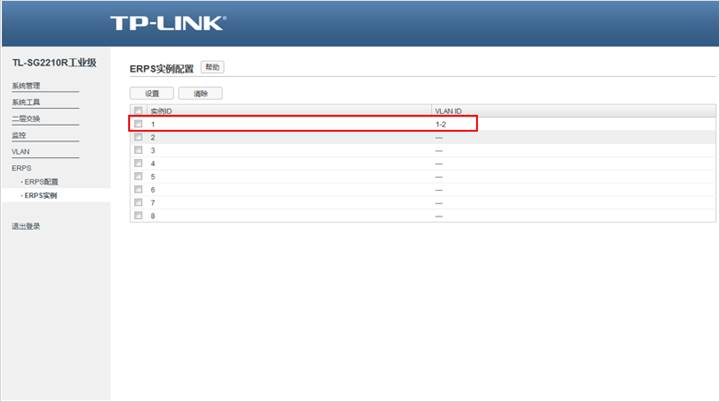 TP-LINK®
TL-SG2210R工业级
系统管理
系统工具
二层交换
监控
VLAN
ERPS
· ERPS配置
· ERPS实例
退出登录
ERPS实例配置 帮助
设置 清除
实例ID VLAN ID
1 1-2
2 ---
3 ---
4 ---
5 ---
6 ---
7 ---
8 ---